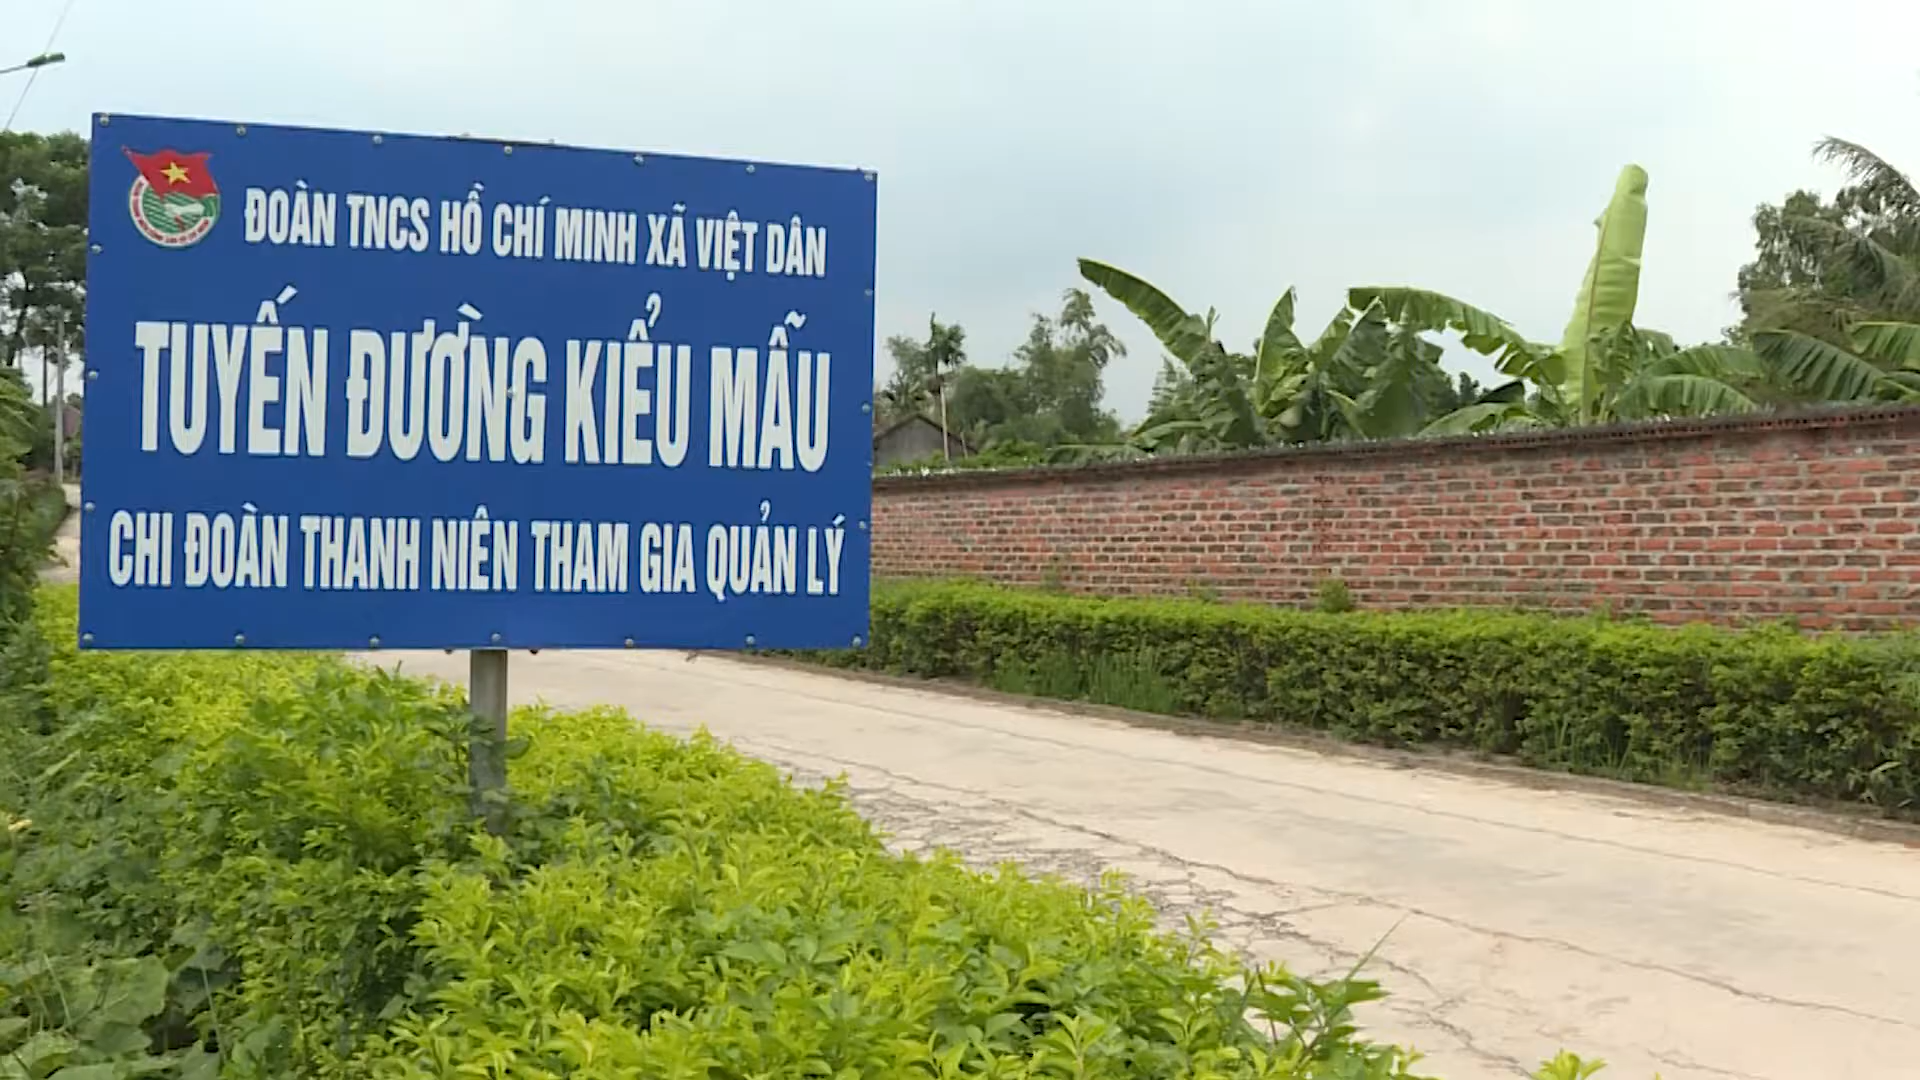 ĐOÀN TNCS HỒ CHÍ MINH XÃ VIỆT DÂN
TUYẾN ĐƯỜNG KIỂU MẪU
CHI ĐOÀN THANH NIÊN THAM GIA QUẢN LÝ